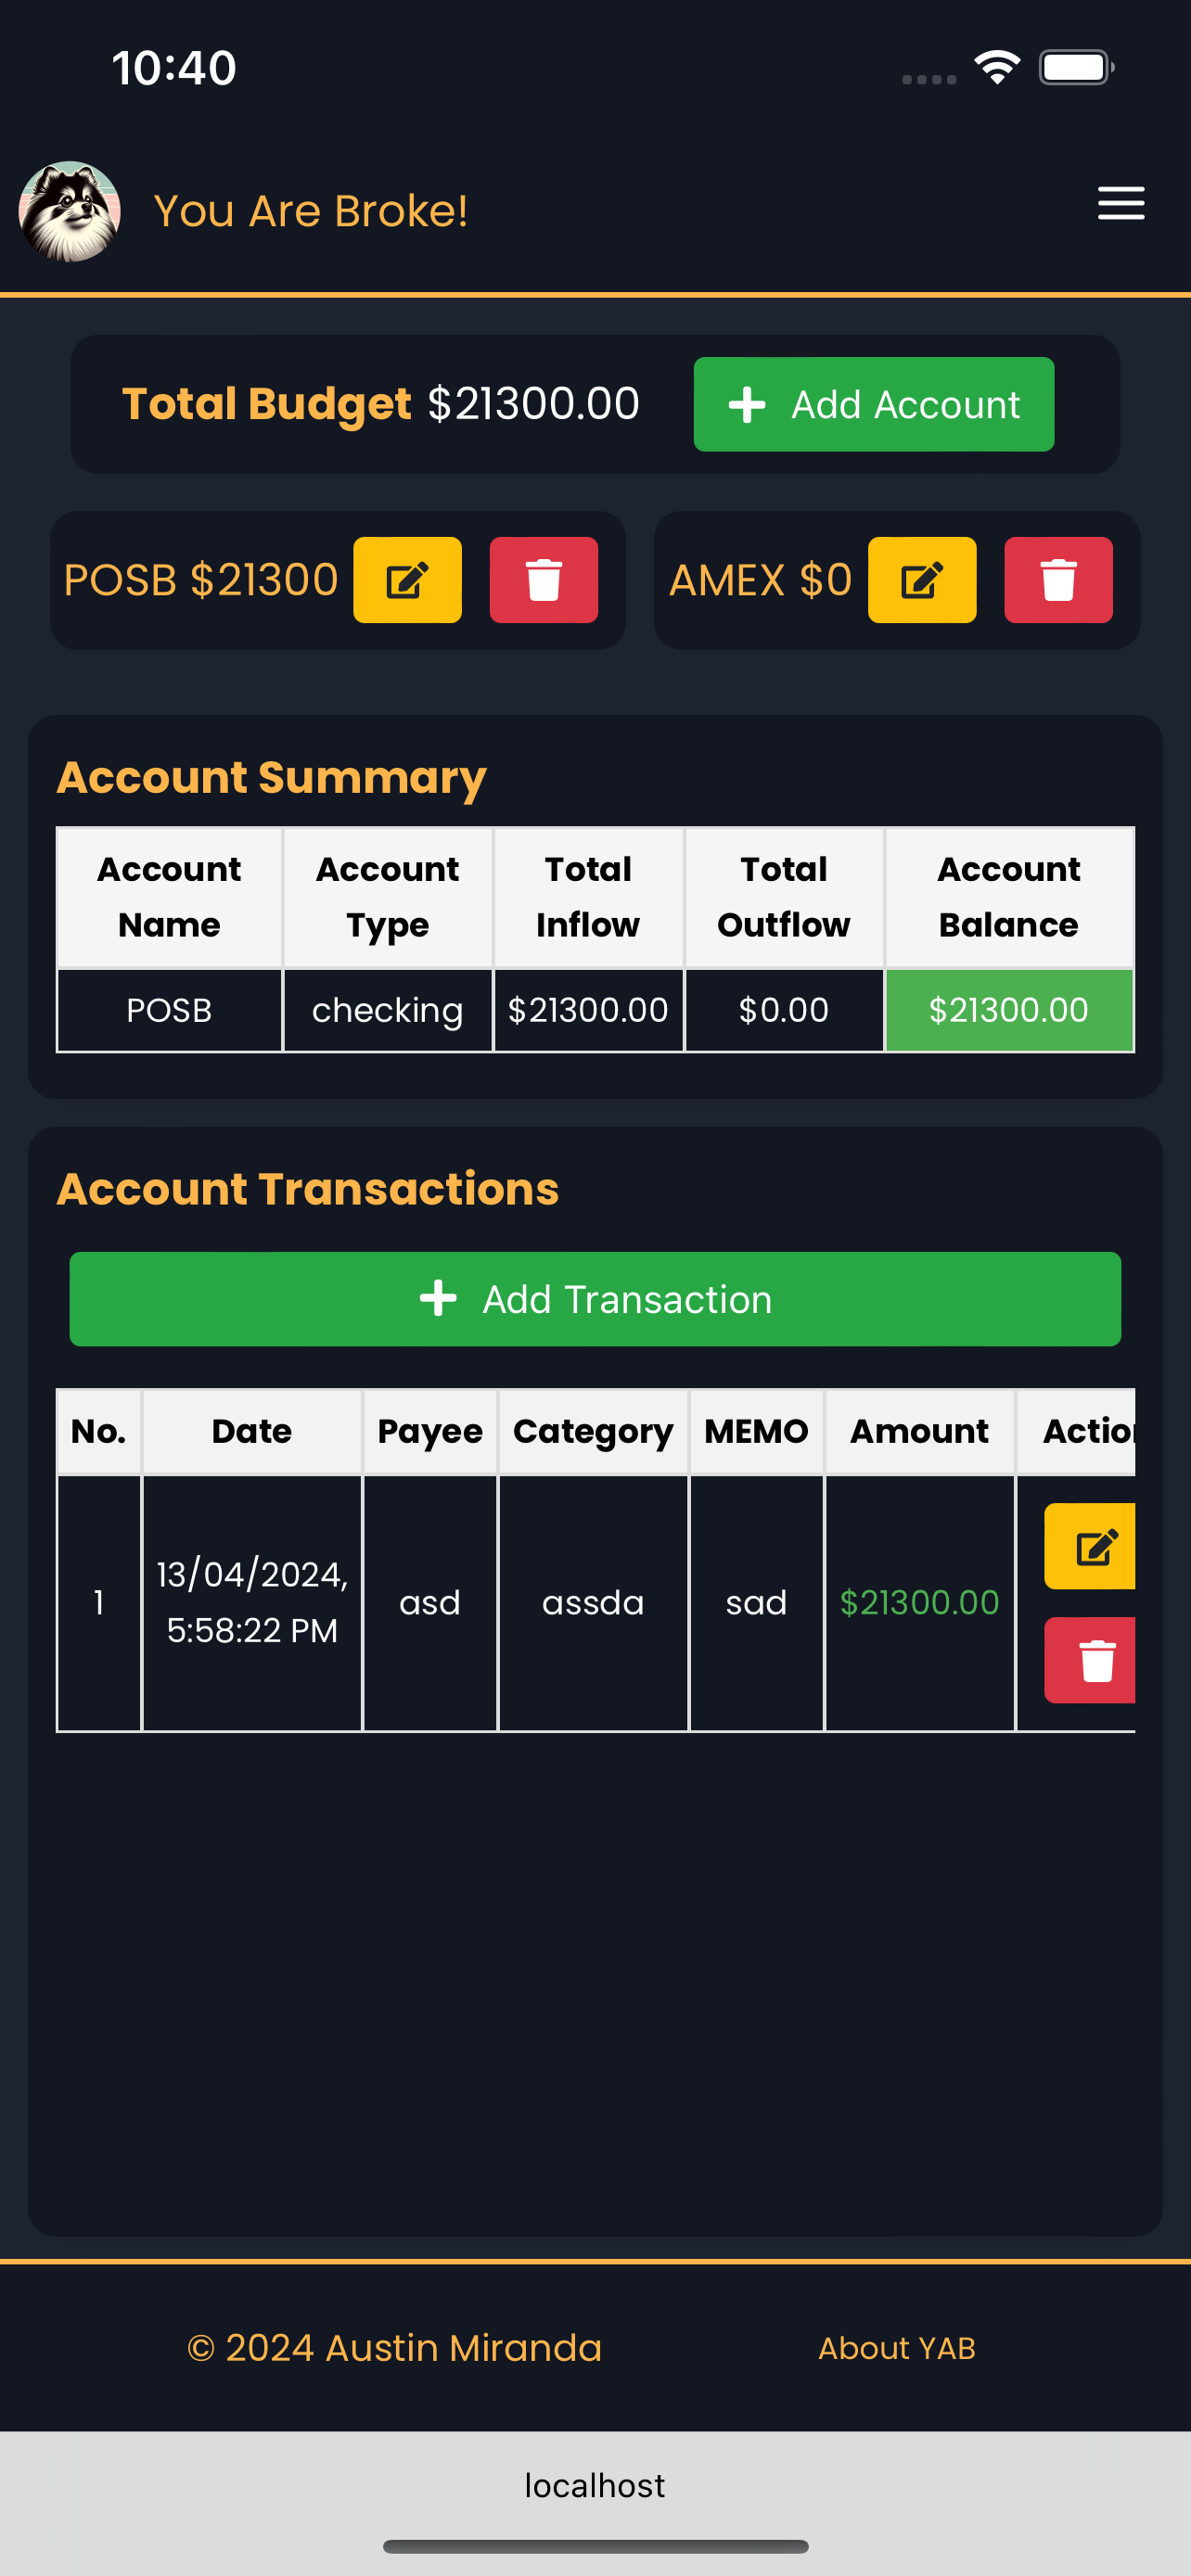 10:40
You Are Broke!
Total Budget $21300.00
Add Account
POSB $21300
AMEX $0
Account Summary
Account Name Account Type Total Inflow Total Outflow Account Balance
POSB checking $21300.00 $0.00 $21300.00
Account Transactions
Add Transaction
No. Date Payee Category MEMO Amount Action
1 13/04/2024, 5:58:22 PM asd assda sad $21300.00
© 2024 Austin Miranda
About YAB
localhost